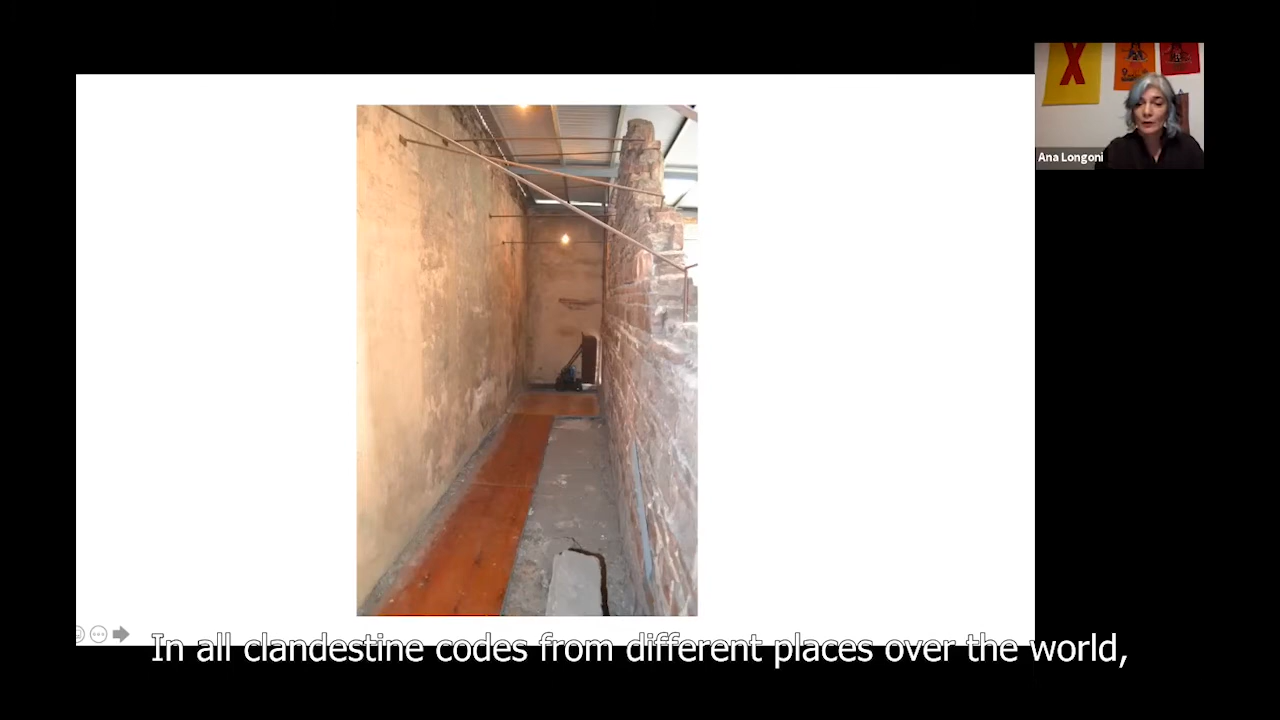 Ana Longoni
In all clandestine codes from different places over the world,